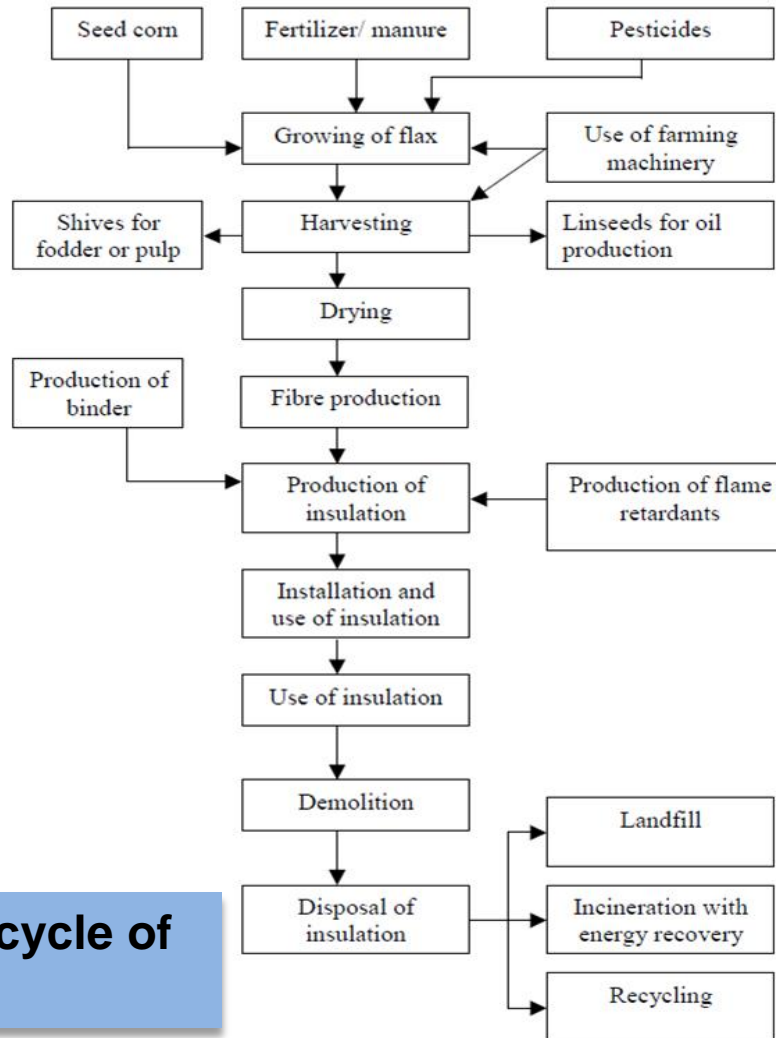 Seed corn
Fertilizer/ manure
Pesticides
Growing of flax
Use of farming
machinery
Shives for
fodder or pulp
Harvesting
Linseeds for oil
production
Drying
Production of
binder
Fibre production
Production of
insulation
Production of flame
retardants
Installation and
use of insulation
Use of insulation
Demolition
Landfill
cycle of
Disposal of
insulation
Incineration with
energy recovery
Recycling